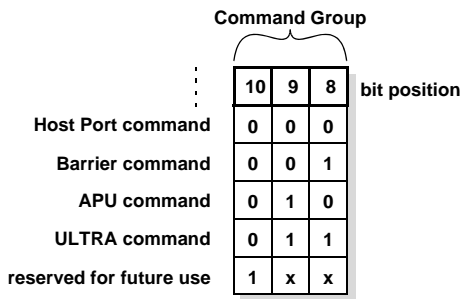 Command Group
10 9 8 bit position
Host Port command 0 0 0
Barrier command 0 0 1
APU command 0 1 0
ULTRA command 0 1 1
reserved for future use 1 x x